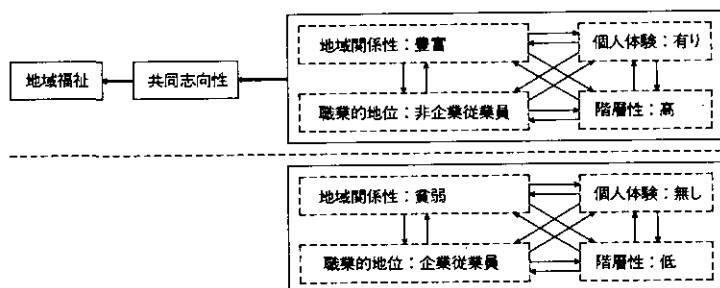 地域関係性：豊富
個人体験：有り
地域福祉
共同志向性
職業的地位：非企業従業員
階層性：高
地域関係性：貧弱
個人体験：無し
職業的地位：企業従業員
階層性：低